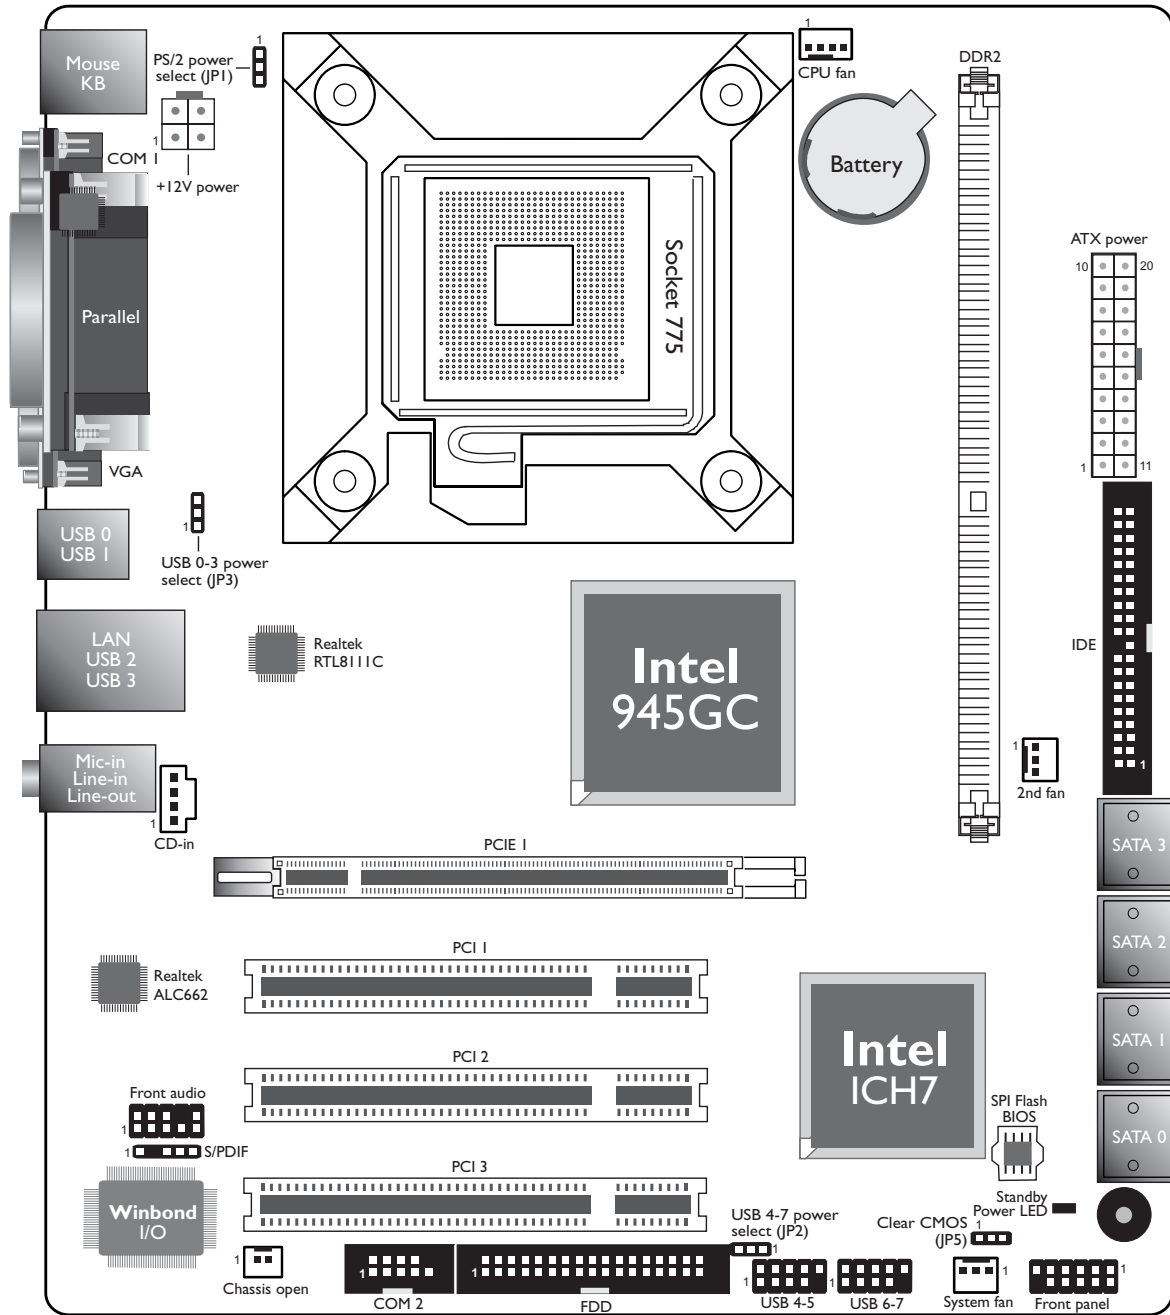 Mouse
KB
PS/2 power
select (JP1)
1
1
CPU fan
DDR2
COM 1
1
+12V power
Battery
ATX power
10
20
Socket 775
Parallel
VGA
1
11
1
USB 0
USB 1
USB 0-3 power
select (JP3)
LAN
USB 2
USB 3
Realtek
RTL8111C
Intel
945GC
IDE
1
Mic-in
Line-in
Line-out
1
CD-in
1
2nd fan
PCIE 1
SATA 3
SATA 2
PCI 1
Realtek
ALC662
SATA 1
Intel
ICH7
PCI 2
Front audio
1
SPI Flash
BIOS
SATA 0
1
S/PDIF
PCI 3
Winbond
I/O
Standby
Power LED
USB 4-7 power
select (JP2)
1
Clear CMOS
(JP5)
1
1
Chassis open
1
COM 2
1
FDD
1
USB 4-5
1
USB 6-7
1
System fan
1
Front panel